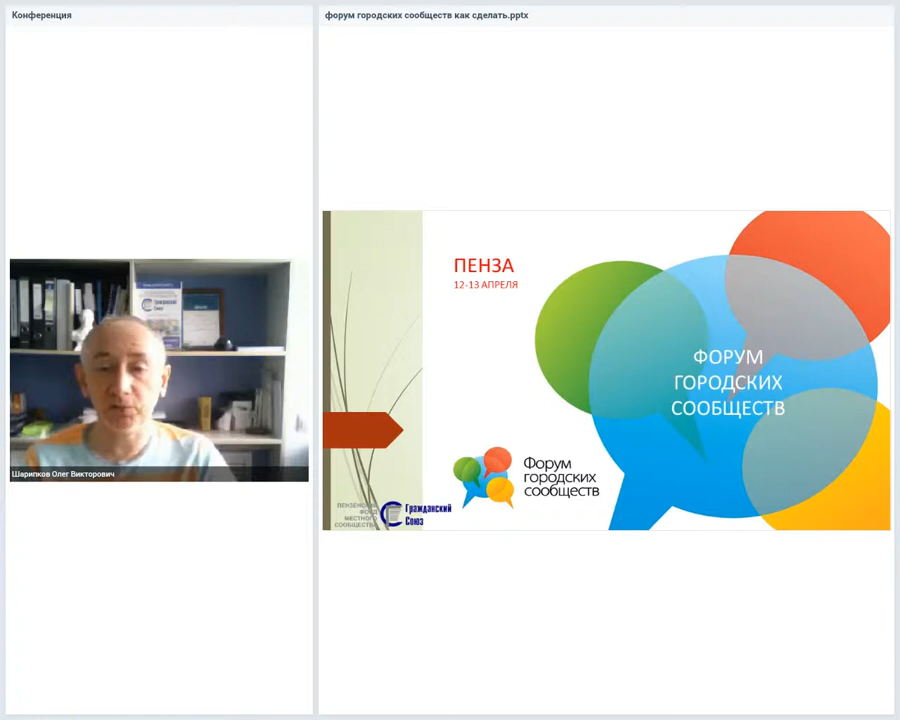 Конференция
форум городских сообществ как сделать.pptx
Шарипков Олег Викторович
ПЕНЗА
12-13 АПРЕЛЯ
ФОРУМ
ГОРОДСКИХ
СООБЩЕСТВ
Форум
городских
сообществ
ПЕНЗЕНСКИЙ
ФОНД
МЕСТНОГО
СООБЩЕСТВА
Гражданский
Союз